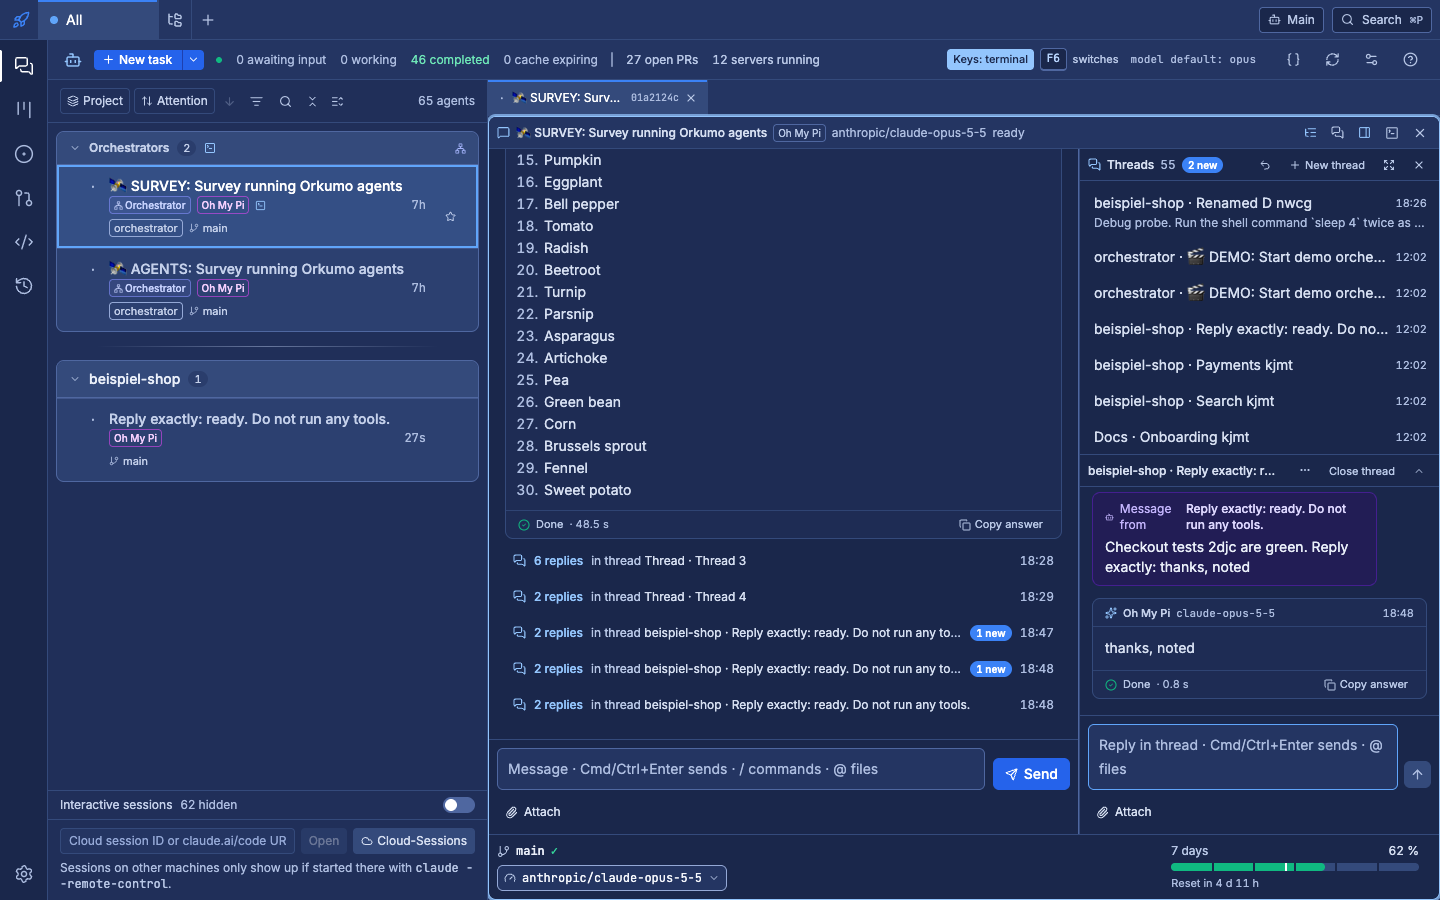 All
Main
Search ⌘P
New task
0 awaiting input
0 working
46 completed
0 cache expiring
27 open PRs
12 servers running
Keys: terminal
F6
switches
model default: opus
Project
Attention
65 agents
Orchestrators 2
SURVEY: Survey running Orkumo agents
Orchestrator
Oh My Pi
7h
orchestrator
main
AGENTS: Survey running Orkumo agents
Orchestrator
Oh My Pi
7h
orchestrator
main
beispiel-shop 1
Reply exactly: ready. Do not run any tools.
Oh My Pi
27s
main
Interactive sessions 62 hidden
Cloud session ID or claude.ai/code UR
Open
Cloud-Sessions
Sessions on other machines only show up if started there with claude -
-remote-control.
SURVEY: Surv... 01a2124c
SURVEY: Survey running Orkumo agents Oh My Pi anthropic/claude-opus-5-5 ready
15. Pumpkin
16. Eggplant
17. Bell pepper
18. Tomato
19. Radish
20. Beetroot
21. Turnip
22. Parsnip
23. Asparagus
24. Artichoke
25. Pea
26. Green bean
27. Corn
28. Brussels sprout
29. Fennel
30. Sweet potato
Done · 48.5 s
Copy answer
6 replies in thread Thread · Thread 3 18:28
2 replies in thread Thread · Thread 4 18:29
2 replies in thread beispiel-shop · Reply exactly: ready. Do not run any to... 1 new 18:47
2 replies in thread beispiel-shop · Reply exactly: ready. Do not run any to... 1 new 18:48
2 replies in thread beispiel-shop · Reply exactly: ready. Do not run any tools. 18:48
Message · Cmd/Ctrl+Enter sends · / commands · @ files
Send
Attach
Threads 55 2 new
New thread
beispiel-shop · Renamed D nwcg 18:26
Debug probe. Run the shell command `sleep 4` twice as ...
orchestrator · 🎬 DEMO: Start demo orche... 12:02
orchestrator · 🎬 DEMO: Start demo orche... 12:02
beispiel-shop · Reply exactly: ready. Do no... 12:02
beispiel-shop · Payments kjmt 12:02
beispiel-shop · Search kjmt 12:02
Docs · Onboarding kjmt 12:02
beispiel-shop · Reply exactly: r... ··· Close thread
Message from
Reply exactly: ready. Do not
run any tools.
Checkout tests 2djc are green. Reply
exactly: thanks, noted
Oh My Pi claude-opus-5-5 18:48
thanks, noted
Done · 0.8 s
Copy answer
Reply in thread · Cmd/Ctrl+Enter sends · @
files
Attach
main ✓
anthropic/claude-opus-5-5
7 days 62 %
Reset in 4 d 11 h